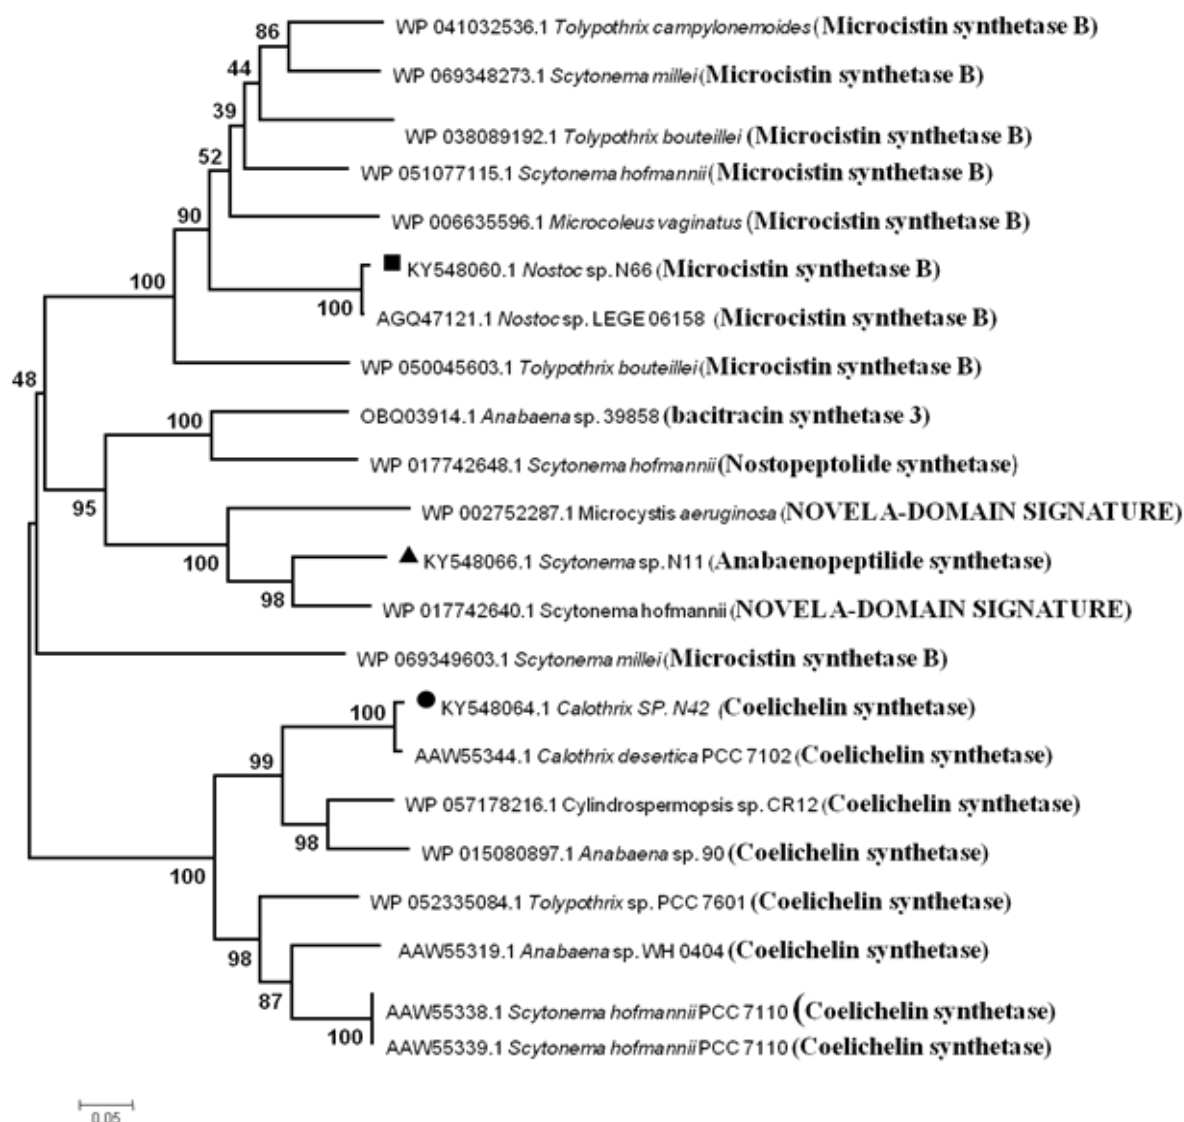 86
WP 041032536.1 Tolypothrix campylonemoides (Microcistin synthetase B)
44
WP 069348273.1 Scytonema millei (Microcistin synthetase B)
39
WP 038089192.1 Tolypothrix bouteillei (Microcistin synthetase B)
52
WP 051077115.1 Scytonema hofmannii (Microcistin synthetase B)
90
WP 006635596.1 Microcoleus vaginatus (Microcistin synthetase B)
100
KY548060.1 Nostoc sp. N66 (Microcistin synthetase B)
100
AGQ47121.1 Nostoc sp. LEGE 06158 (Microcistin synthetase B)
WP 050045603.1 Tolypothrix bouteillei (Microcistin synthetase B)
48
100
OBQ03914.1 Anabaena sp. 39858 (bacitracin synthetase 3)
WP 017742648.1 Scytonema hofmannii (Nostopeptolide synthetase)
95
WP 002752287.1 Microcystis aeruginosa (NOVEL A-DOMAIN SIGNATURE)
100
KY548066.1 Scytonema sp. N11 (Anabaenopeptilide synthetase)
98
WP 017742640.1 Scytonema hofmannii (NOVEL A-DOMAIN SIGNATURE)
WP 069349603.1 Scytonema millei (Microcistin synthetase B)
100
KY548064.1 Calothrix SP. N42 (Coelichelin synthetase)
99
AAW55344.1 Calothrix desertica PCC 7102 (Coelichelin synthetase)
WP 057178216.1 Cylindrospermopsis sp. CR12 (Coelichelin synthetase)
98
WP 015080897.1 Anabaena sp. 90 (Coelichelin synthetase)
100
WP 052335084.1 Tolypothrix sp. PCC 7601 (Coelichelin synthetase)
98
AAW55319.1 Anabaena sp. WH 0404 (Coelichelin synthetase)
87
AAW55338.1 Scytonema hofmannii PCC 7110 (Coelichelin synthetase)
100
AAW55339.1 Scytonema hofmannii PCC 7110 (Coelichelin synthetase)
0.05